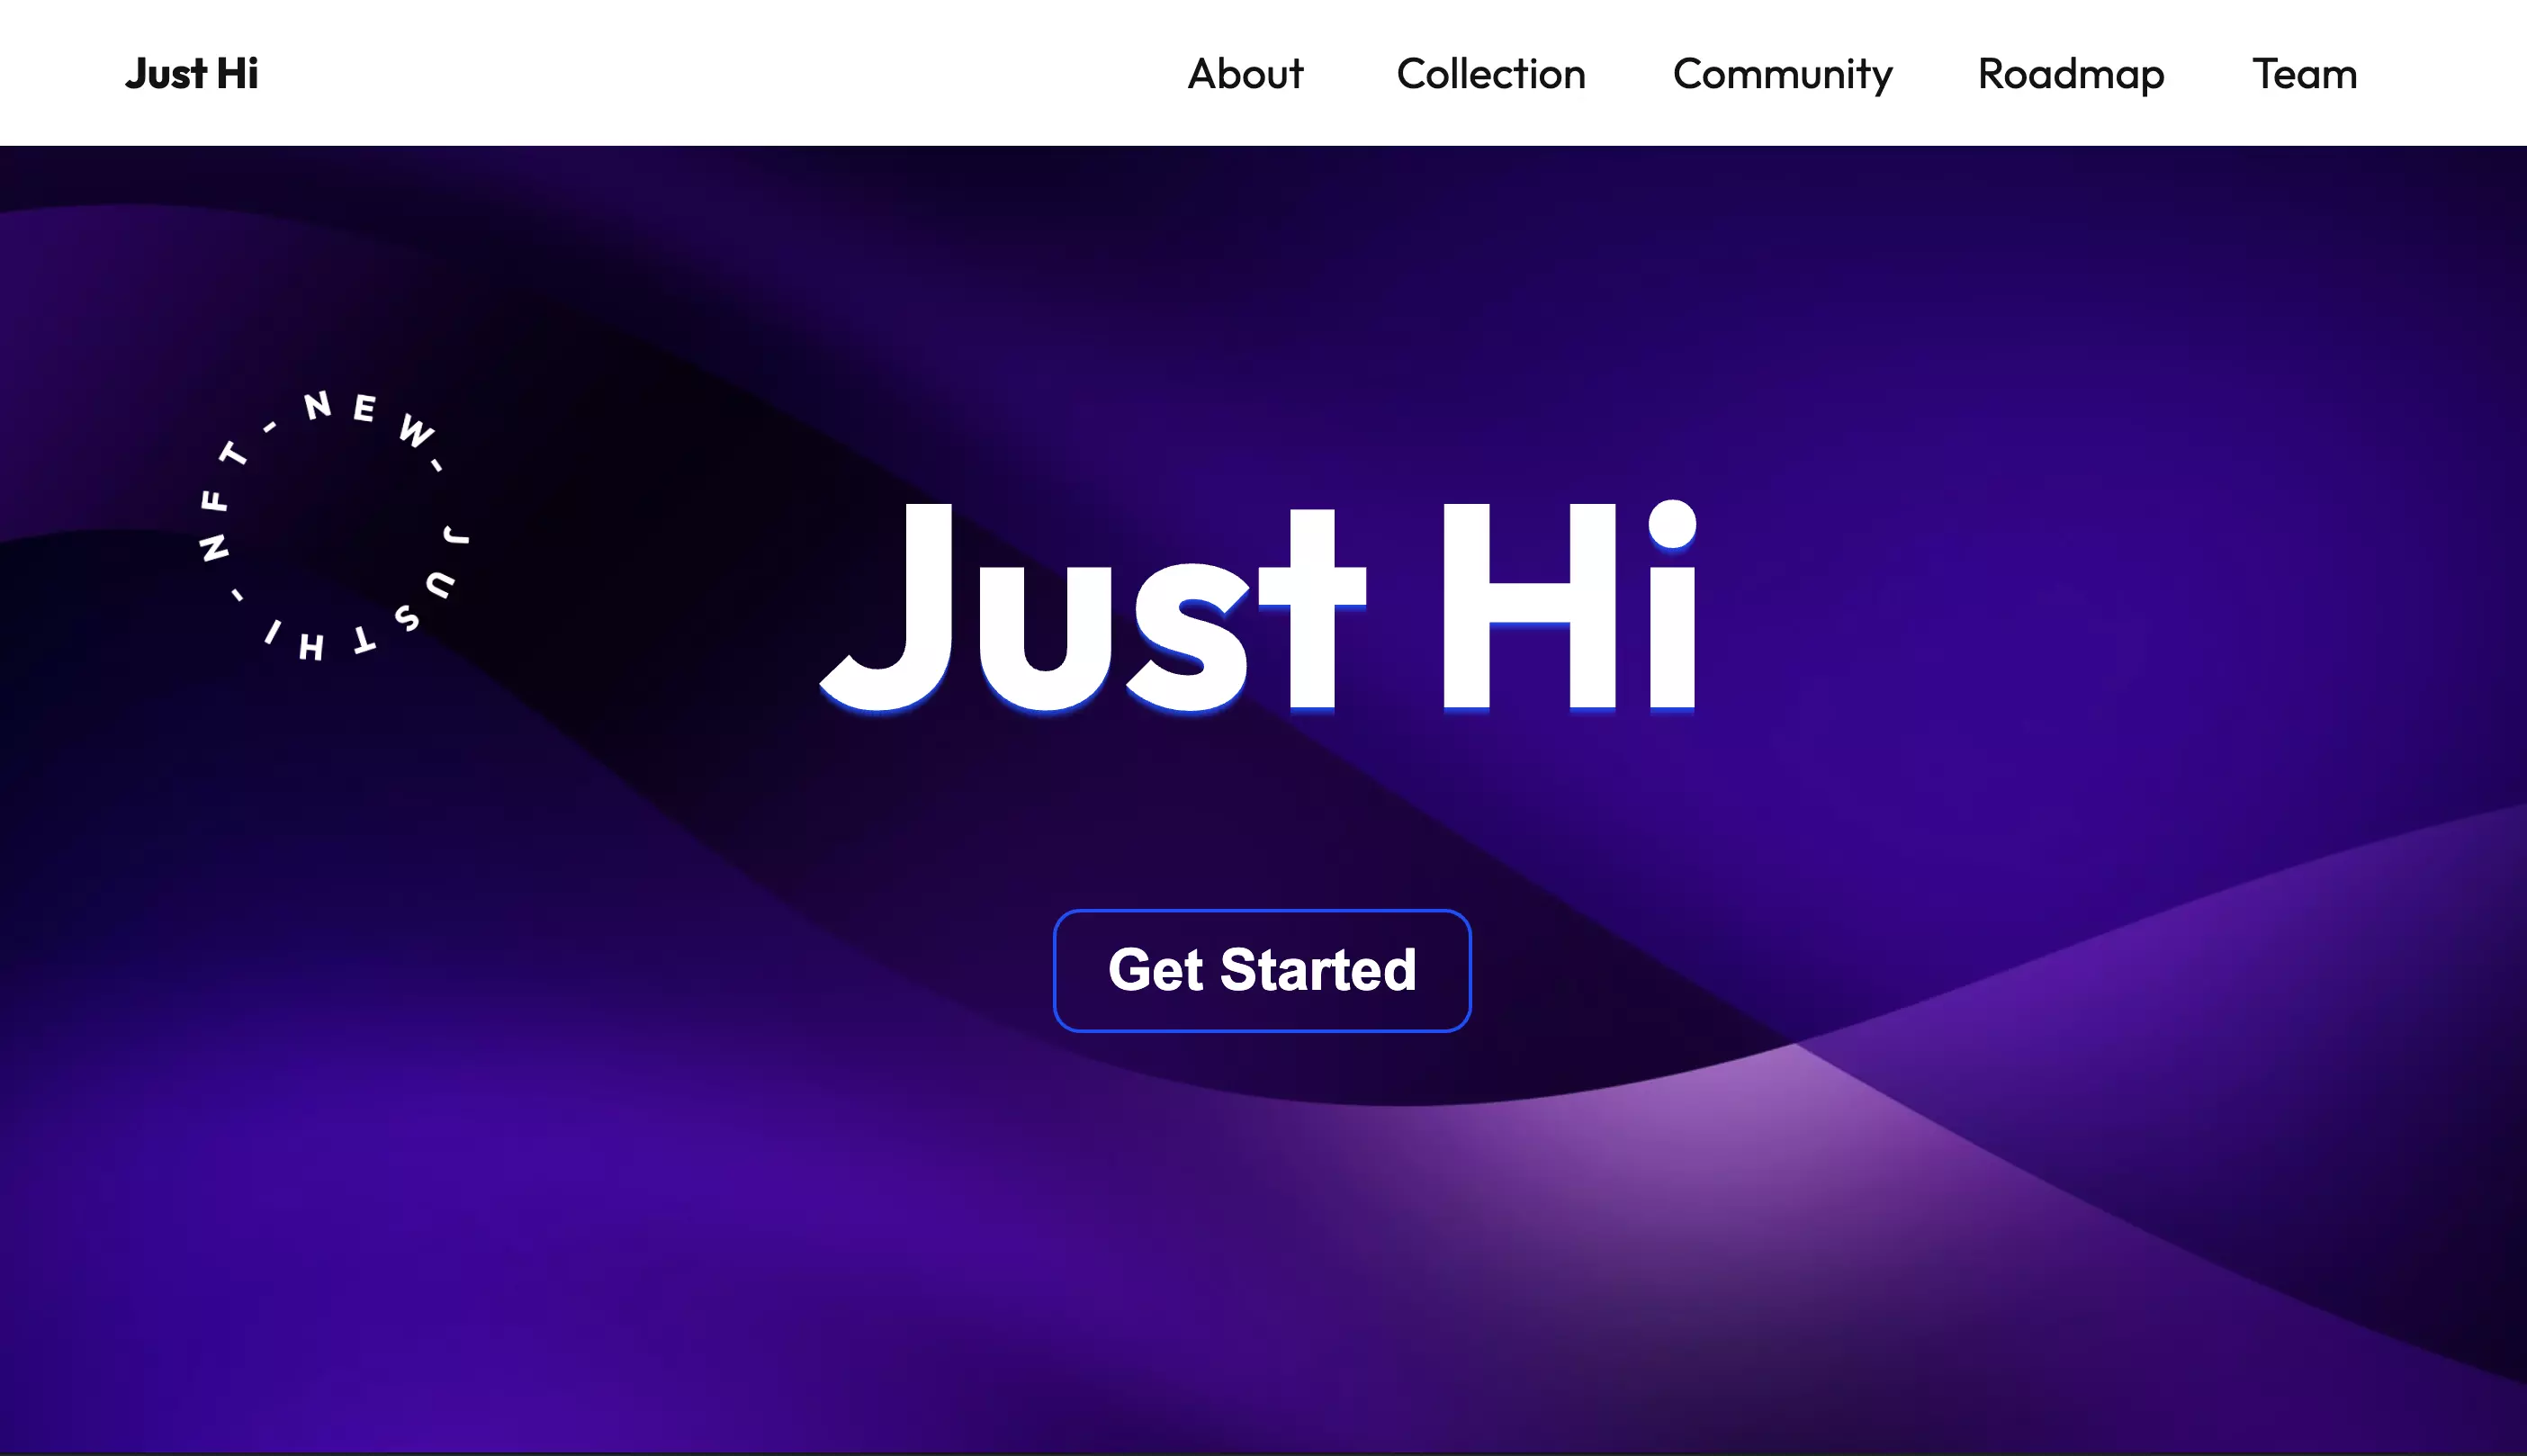 Just Hi
About Collection Community Roadmap Team
NEW- JUST HI - NFT -
Just Hi
Get Started